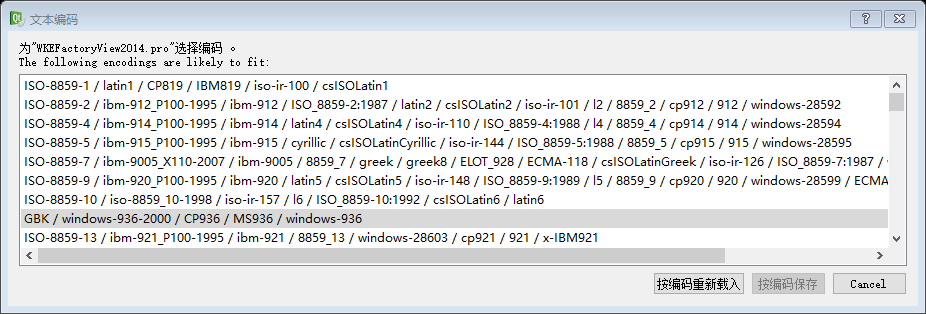 文本编码
为"WKEFactoryView2014.pro"选择编码 。
The following encodings are likely to fit:
ISO-8859-1 / latin1 / CP819 / IBM819 / iso-ir-100 / csISOLatin1
ISO-8859-2 / ibm-912_P100-1995 / ibm-912 / ISO_8859-2:1987 / latin2 / csISOLatin2 / iso-ir-101 / l2 / 8859_2 / cp912 / 912 / windows-28592
ISO-8859-4 / ibm-914_P100-1995 / ibm-914 / latin4 / csISOLatin4 / iso-ir-110 / ISO_8859-4:1988 / l4 / 8859_4 / cp914 / 914 / windows-28594
ISO-8859-5 / ibm-915_P100-1995 / ibm-915 / cyrillic / csISOLatinCyrillic / iso-ir-144 / ISO_8859-5:1988 / 8859_5 / cp915 / 915 / windows-28595
ISO-8859-7 / ibm-9005_X110-2007 / ibm-9005 / 8859_7 / greek / greek8 / ELOT_928 / ECMA-118 / csISOLatinGreek / iso-ir-126 / ISO_8859-7:1987 /
ISO-8859-9 / ibm-920_P100-1995 / ibm-920 / latin5 / csISOLatin5 / iso-ir-148 / ISO_8859-9:1989 / l5 / 8859_9 / cp920 / 920 / windows-28599 / ECMA
ISO-8859-10 / iso-8859_10-1998 / iso-ir-157 / l6 / ISO_8859-10:1992 / csISOLatin6 / latin6
GBK / windows-936-2000 / CP936 / MS936 / windows-936
ISO-8859-13 / ibm-921_P100-1995 / ibm-921 / 8859_13 / windows-28603 / cp921 / 921 / x-IBM921
按编码重新载入 按编码保存 Cancel